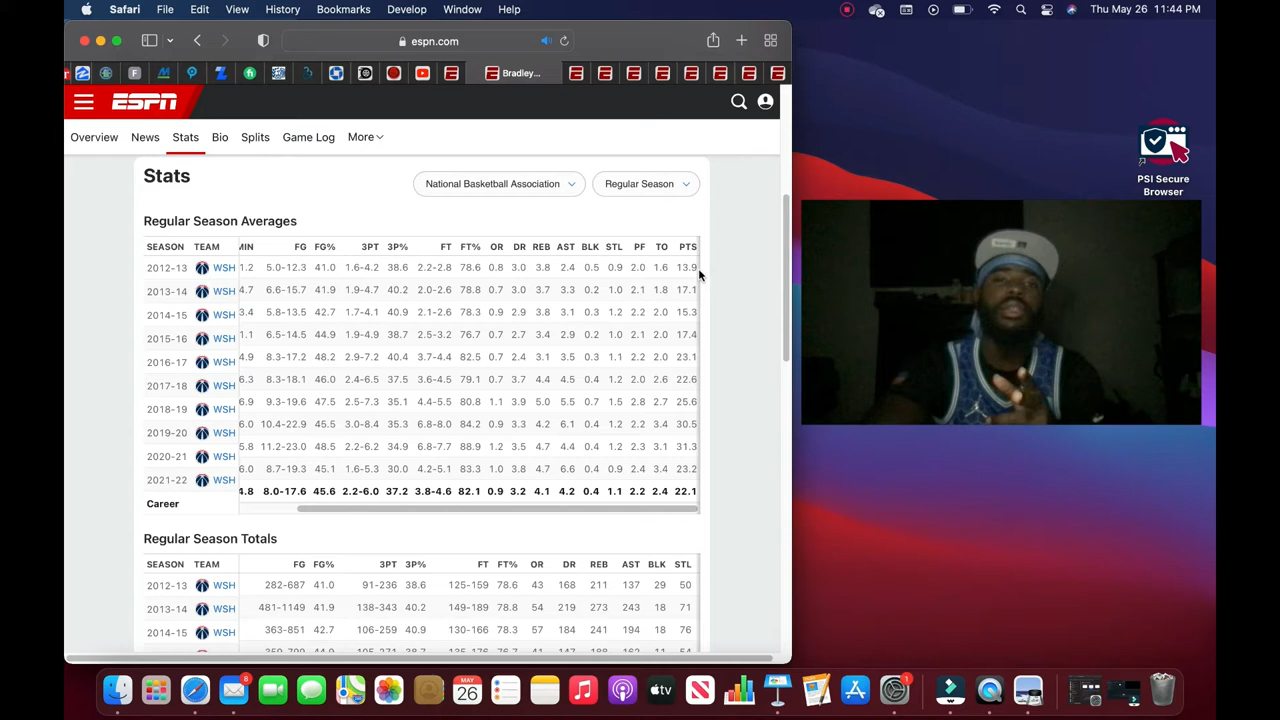 Safari File Edit View History Bookmarks Develop Window Help Thu May 26 11:44 PM
espn.com
Bradley...
ESPN
Overview News Stats Bio Splits Game Log More
PSI Secure
Browser
Stats
National Basketball Association Regular Season
Regular Season Averages
SEASON TEAM MIN FG FG% 3PT 3P% FT FT% OR DR REB AST BLK STL PF TO PTS
2012-13 WSH 1.2 5.0-12.3 41.0 1.6-4.2 38.6 2.2-2.8 78.6 0.8 3.0 3.8 2.4 0.5 0.9 2.0 1.6 13.9
2013-14 WSH 4.7 6.6-15.7 41.9 1.9-4.7 40.2 2.0-2.6 78.8 0.7 3.0 3.7 3.3 0.2 1.0 2.1 1.8 17.1
2014-15 WSH 3.4 5.8-13.5 42.7 1.7-4.1 40.9 2.1-2.6 78.3 0.9 2.9 3.8 3.1 0.3 1.2 2.2 2.0 15.3
2015-16 WSH 1.1 6.5-14.5 44.9 1.9-4.9 38.7 2.5-3.2 76.7 0.7 2.7 3.4 2.9 0.2 1.0 2.1 2.0 17.4
2016-17 WSH 4.9 8.3-17.2 48.2 2.9-7.2 40.4 3.7-4.4 82.5 0.7 2.4 3.1 3.5 0.3 1.1 2.2 2.0 23.1
2017-18 WSH 6.3 8.3-18.1 46.0 2.4-6.5 37.5 3.6-4.5 79.1 0.7 3.7 4.4 4.5 0.4 1.2 2.0 2.6 22.6
2018-19 WSH 6.9 9.3-19.6 47.5 2.5-7.3 35.1 4.4-5.5 80.8 1.1 3.9 5.0 5.5 0.7 1.5 2.8 2.7 25.6
2019-20 WSH 6.0 10.4-22.9 45.5 3.0-8.4 35.3 6.8-8.0 84.2 0.9 3.3 4.2 6.1 0.4 1.2 2.2 3.4 30.5
2020-21 WSH 5.8 11.2-23.0 48.5 2.2-6.2 34.9 6.8-7.7 88.9 1.2 3.5 4.7 4.4 0.4 1.2 2.3 3.1 31.3
2021-22 WSH 6.0 8.7-19.3 45.1 1.6-5.3 30.0 4.2-5.1 83.3 1.0 3.8 4.7 6.6 0.4 0.9 2.4 3.4 23.2
Career 4.8 8.0-17.6 45.6 2.2-6.0 37.2 3.8-4.6 82.1 0.9 3.2 4.1 4.2 0.4 1.1 2.2 2.4 22.1
Regular Season Totals
SEASON TEAM FG FG% 3PT 3P% FT FT% OR DR REB AST BLK STL
2012-13 WSH 282-687 41.0 91-236 38.6 125-159 78.6 43 168 211 137 29 50
2013-14 WSH 481-1149 41.9 138-343 40.2 149-189 78.8 54 219 273 243 18 71
2014-15 WSH 363-851 42.7 106-259 40.9 130-166 78.3 57 184 241 194 18 76
MAY
26
tv